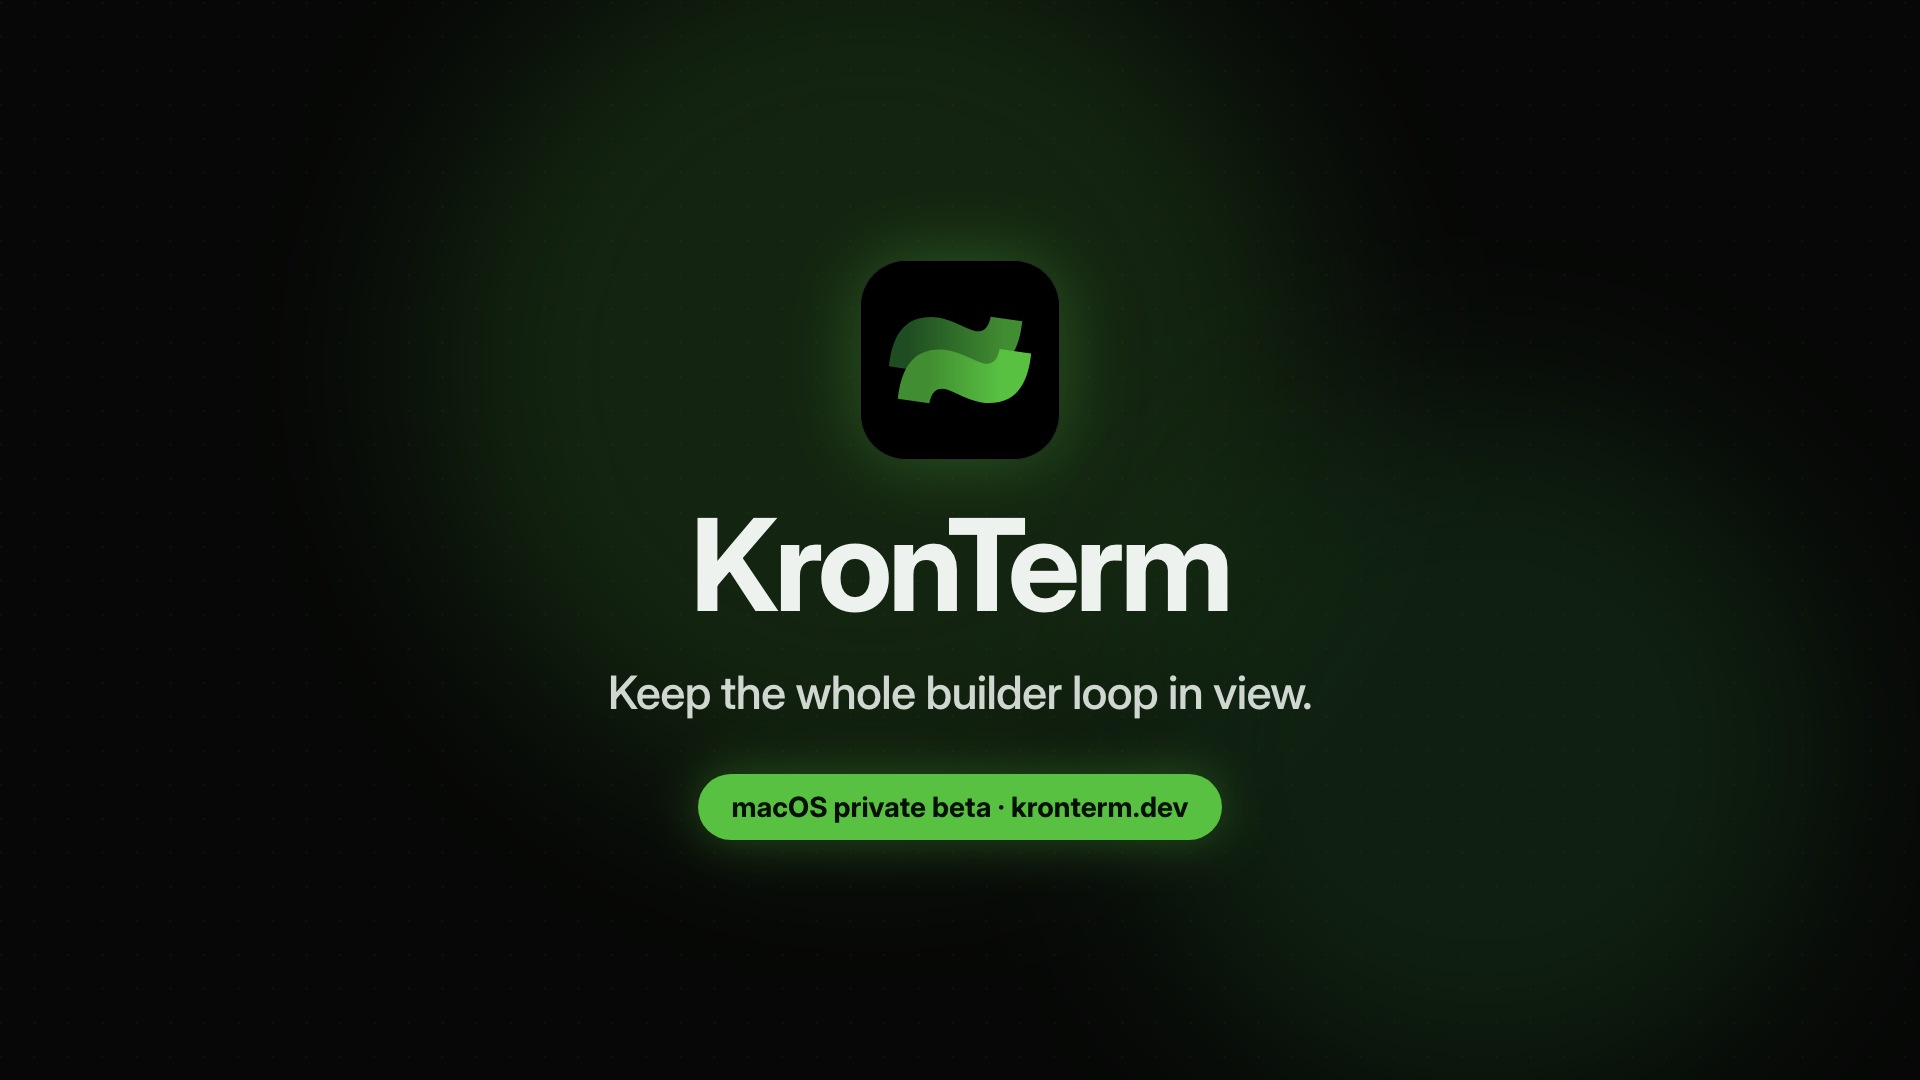 KronTerm
Keep the whole builder loop in view.
macOS private beta · kronterm.dev